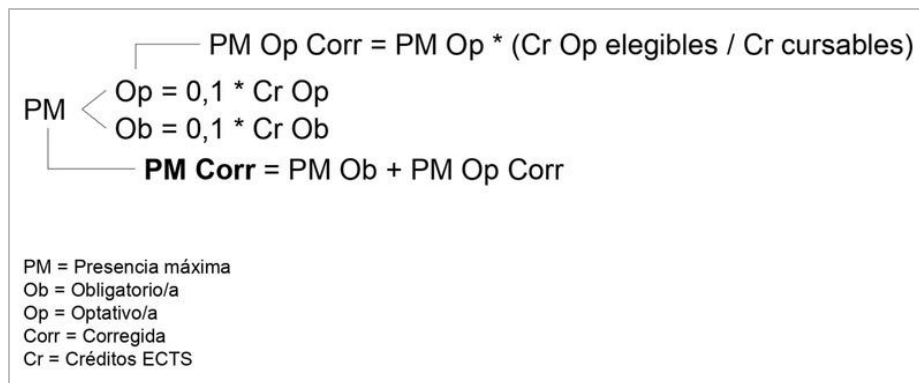 PM Op Corr = PM Op * (Cr Op elegibles / Cr cursables)
Op = 0,1 * Cr Op
PM
Ob = 0,1 * Cr Ob
PM Corr = PM Ob + PM Op Corr
PM = Presencia máxima
Ob = Obligatorio/a
Op = Optativo/a
Corr = Corregida
Cr = Créditos ECTS